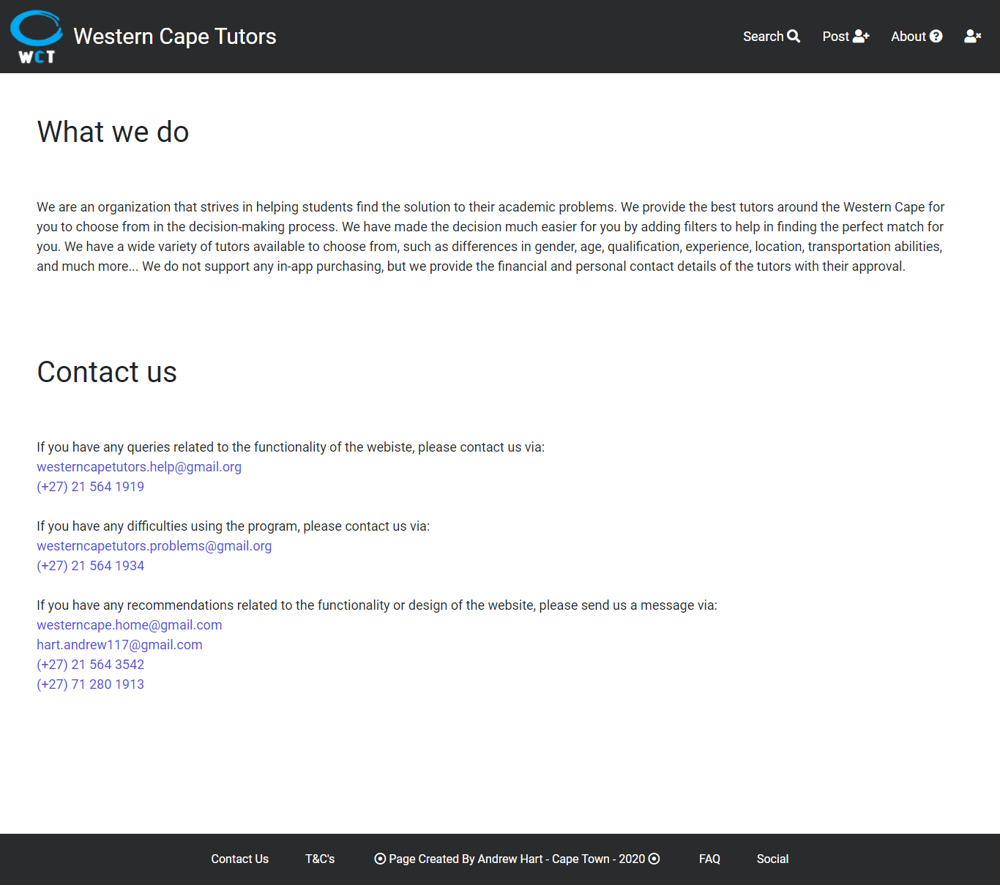 WCT
Western Cape Tutors
Search
Post
About
What we do
We are an organization that strives in helping students find the solution to their academic problems. We provide the best tutors around the Western Cape for
you to choose from in the decision-making process. We have made the decision much easier for you by adding filters to help in finding the perfect match for
you. We have a wide variety of tutors available to choose from, such as differences in gender, age, qualification, experience, location, transportation abilities,
and much more... We do not support any in-app purchasing, but we provide the financial and personal contact details of the tutors with their approval.
Contact us
If you have any queries related to the functionality of the webiste, please contact us via:
westerncapetutors.help@gmail.org
(+27) 21 564 1919
If you have any difficulties using the program, please contact us via:
westerncapetutors.problems@gmail.org
(+27) 21 564 1934
If you have any recommendations related to the functionality or design of the website, please send us a message via:
westerncape.home@gmail.com
hart.andrew117@gmail.com
(+27) 21 564 3542
(+27) 71 280 1913
Contact Us
T&C's
Page Created By Andrew Hart - Cape Town - 2020
FAQ
Social